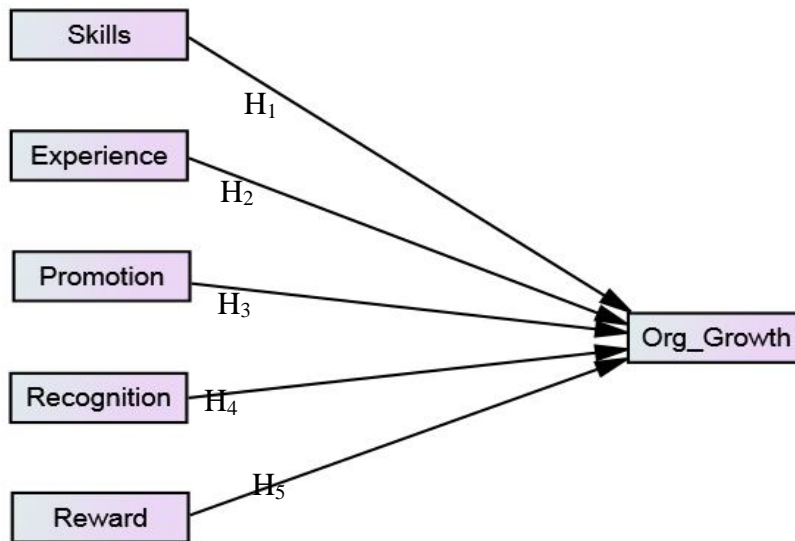 Skills
H₁
Experience
H₂
Promotion
H₃
Org_Growth
Recognition
H₄
H₅
Reward